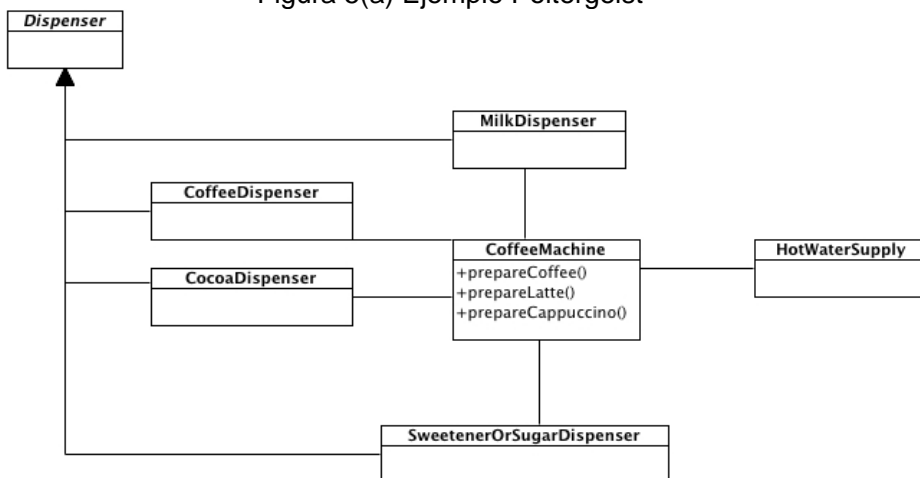 Figura 3(a) Ejemplo Poltergeist
Dispenser
MilkDispenser
CoffeeDispenser
CoffeeMachine
+prepareCoffee()
+prepareLatte()
+prepareCappuccino()
HotWaterSupply
CocoaDispenser
SweetenerOrSugarDispenser